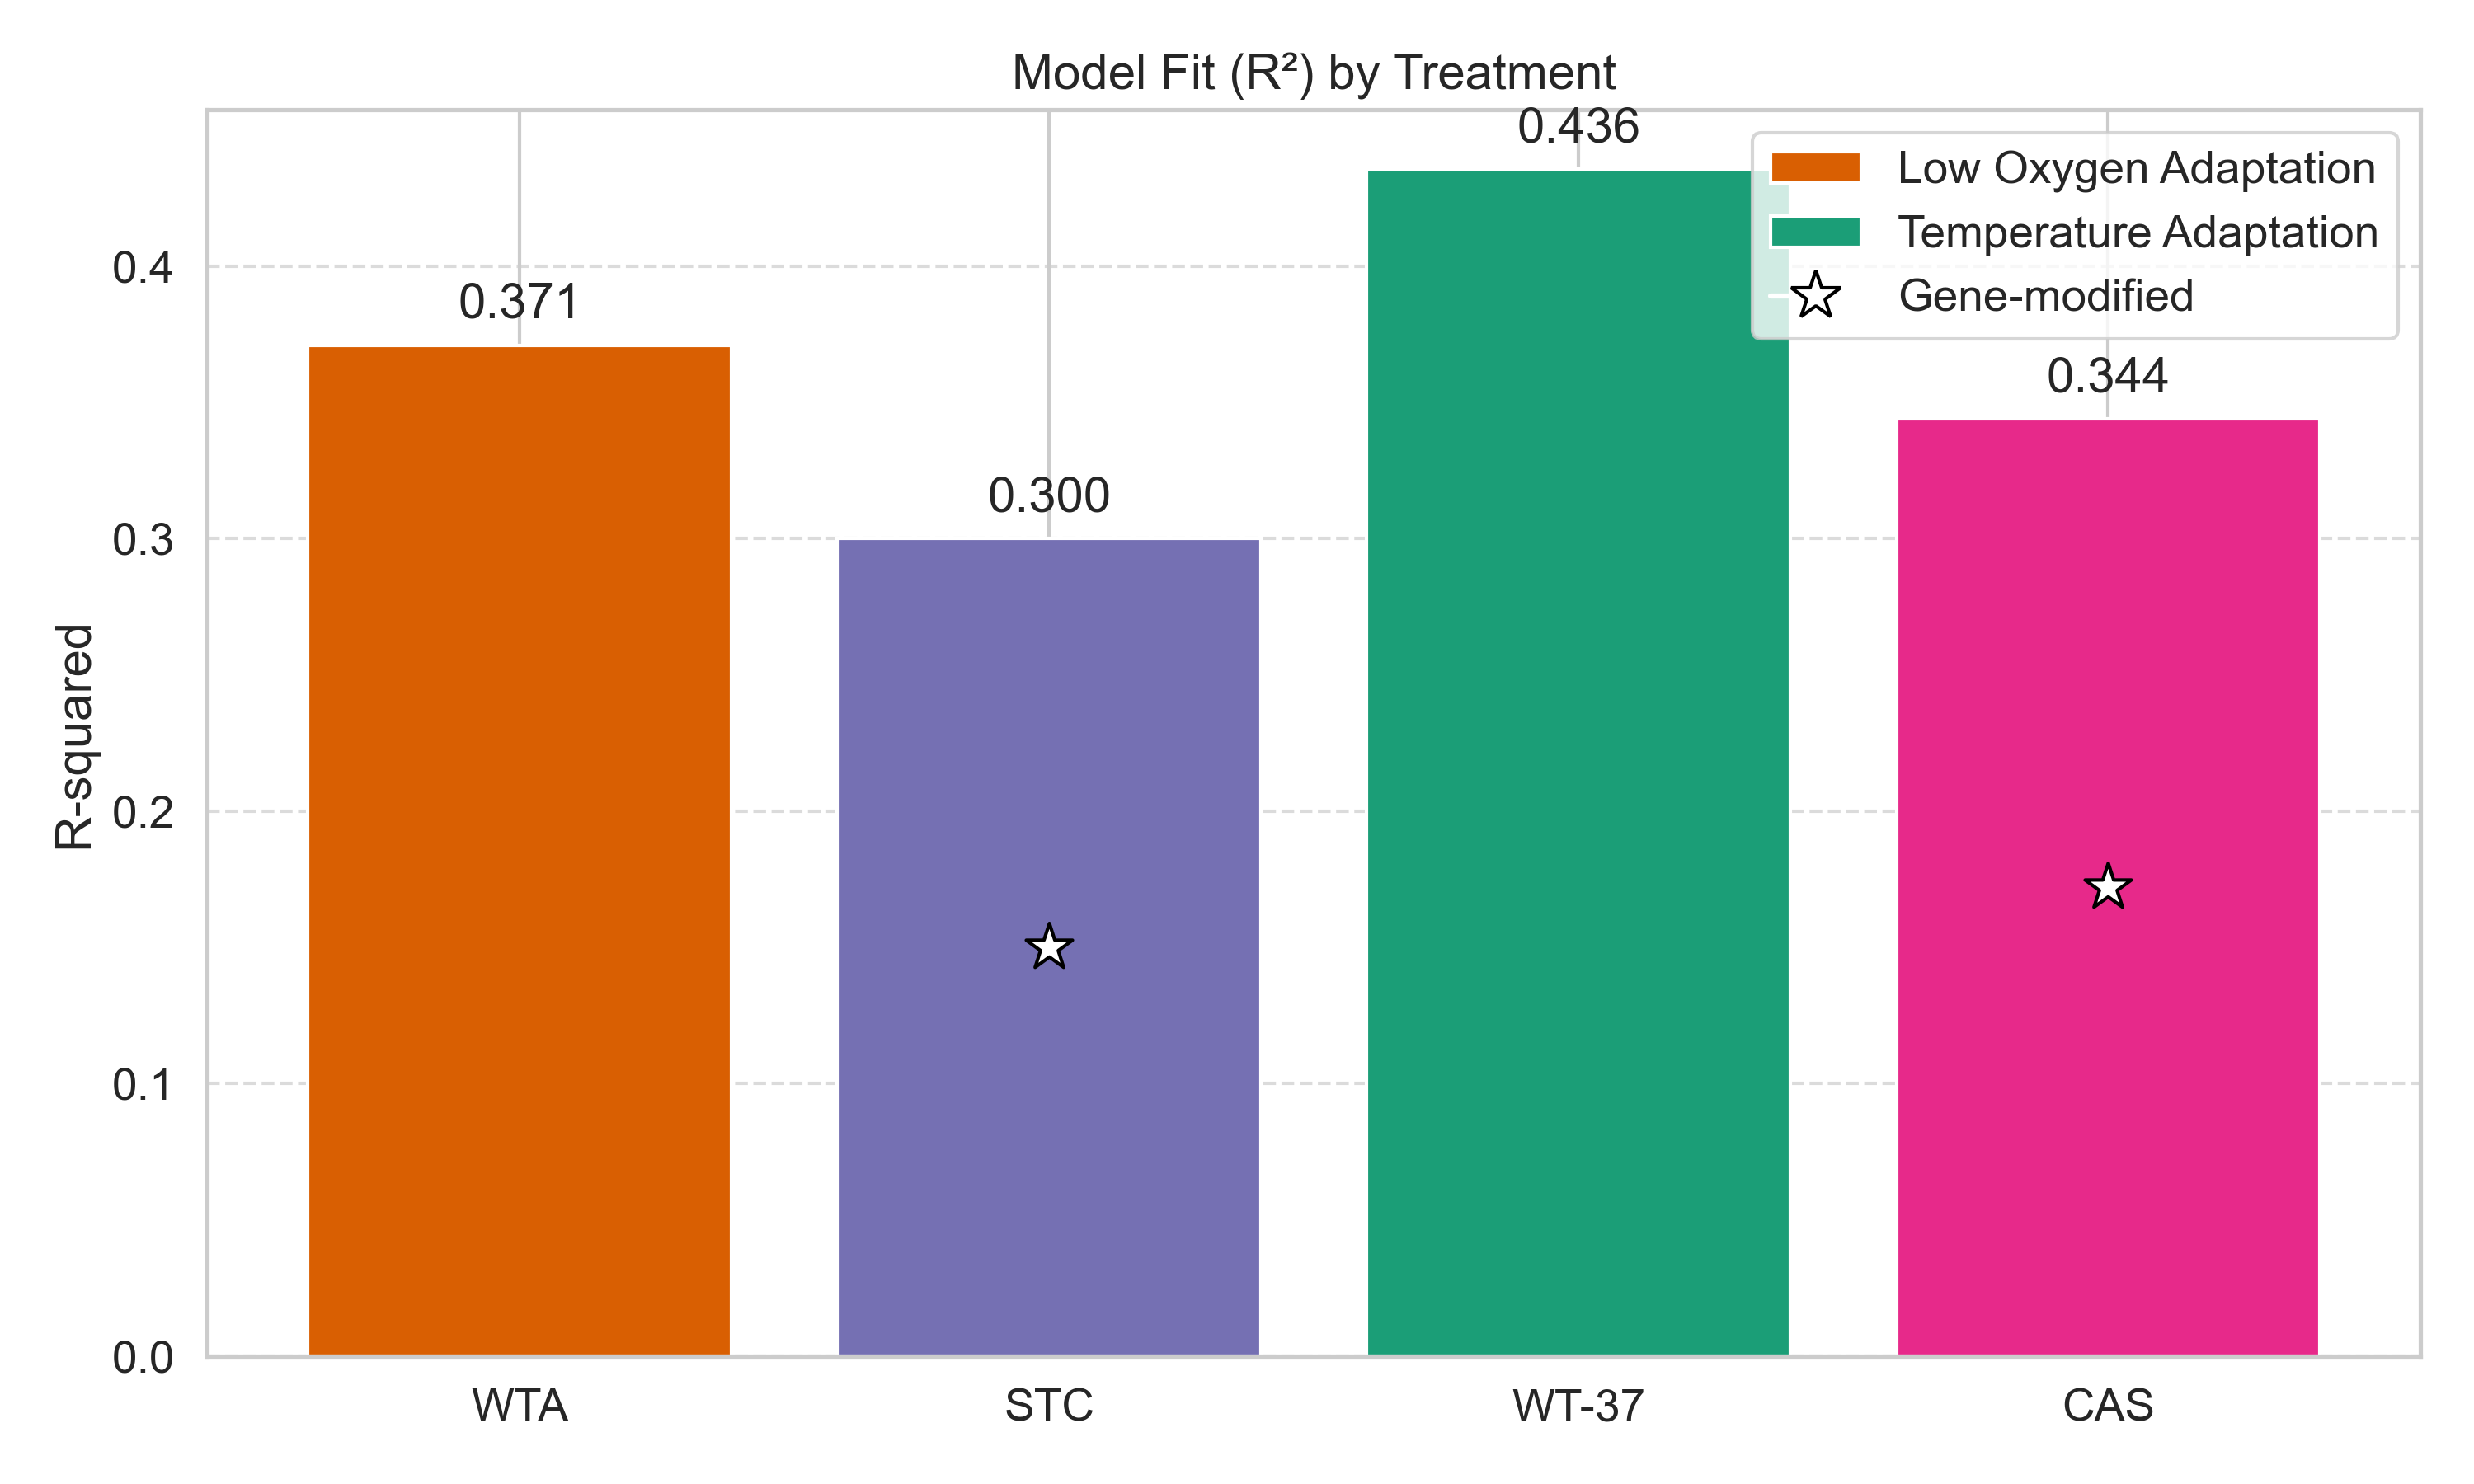 Model Fit (R²) by Treatment
0.436
Low Oxygen Adaptation
Temperature Adaptation
Gene-modified
0.371
0.344
0.300
R-squared
0.4
0.3
0.2
0.1
0.0
WTA
STC
WT-37
CAS